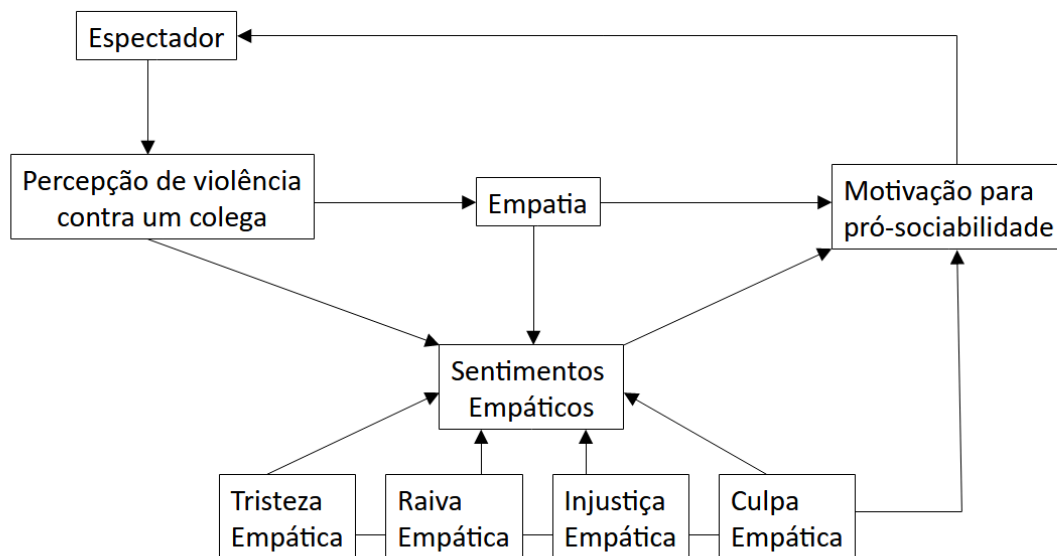 Espectador
Percepção de violência
contra um colega
Empatia
Motivação para
pró-sociabilidade
Sentimentos
Empáticos
Tristeza
Empática
Raiva
Empática
Injustiça
Empática
Culpa
Empática